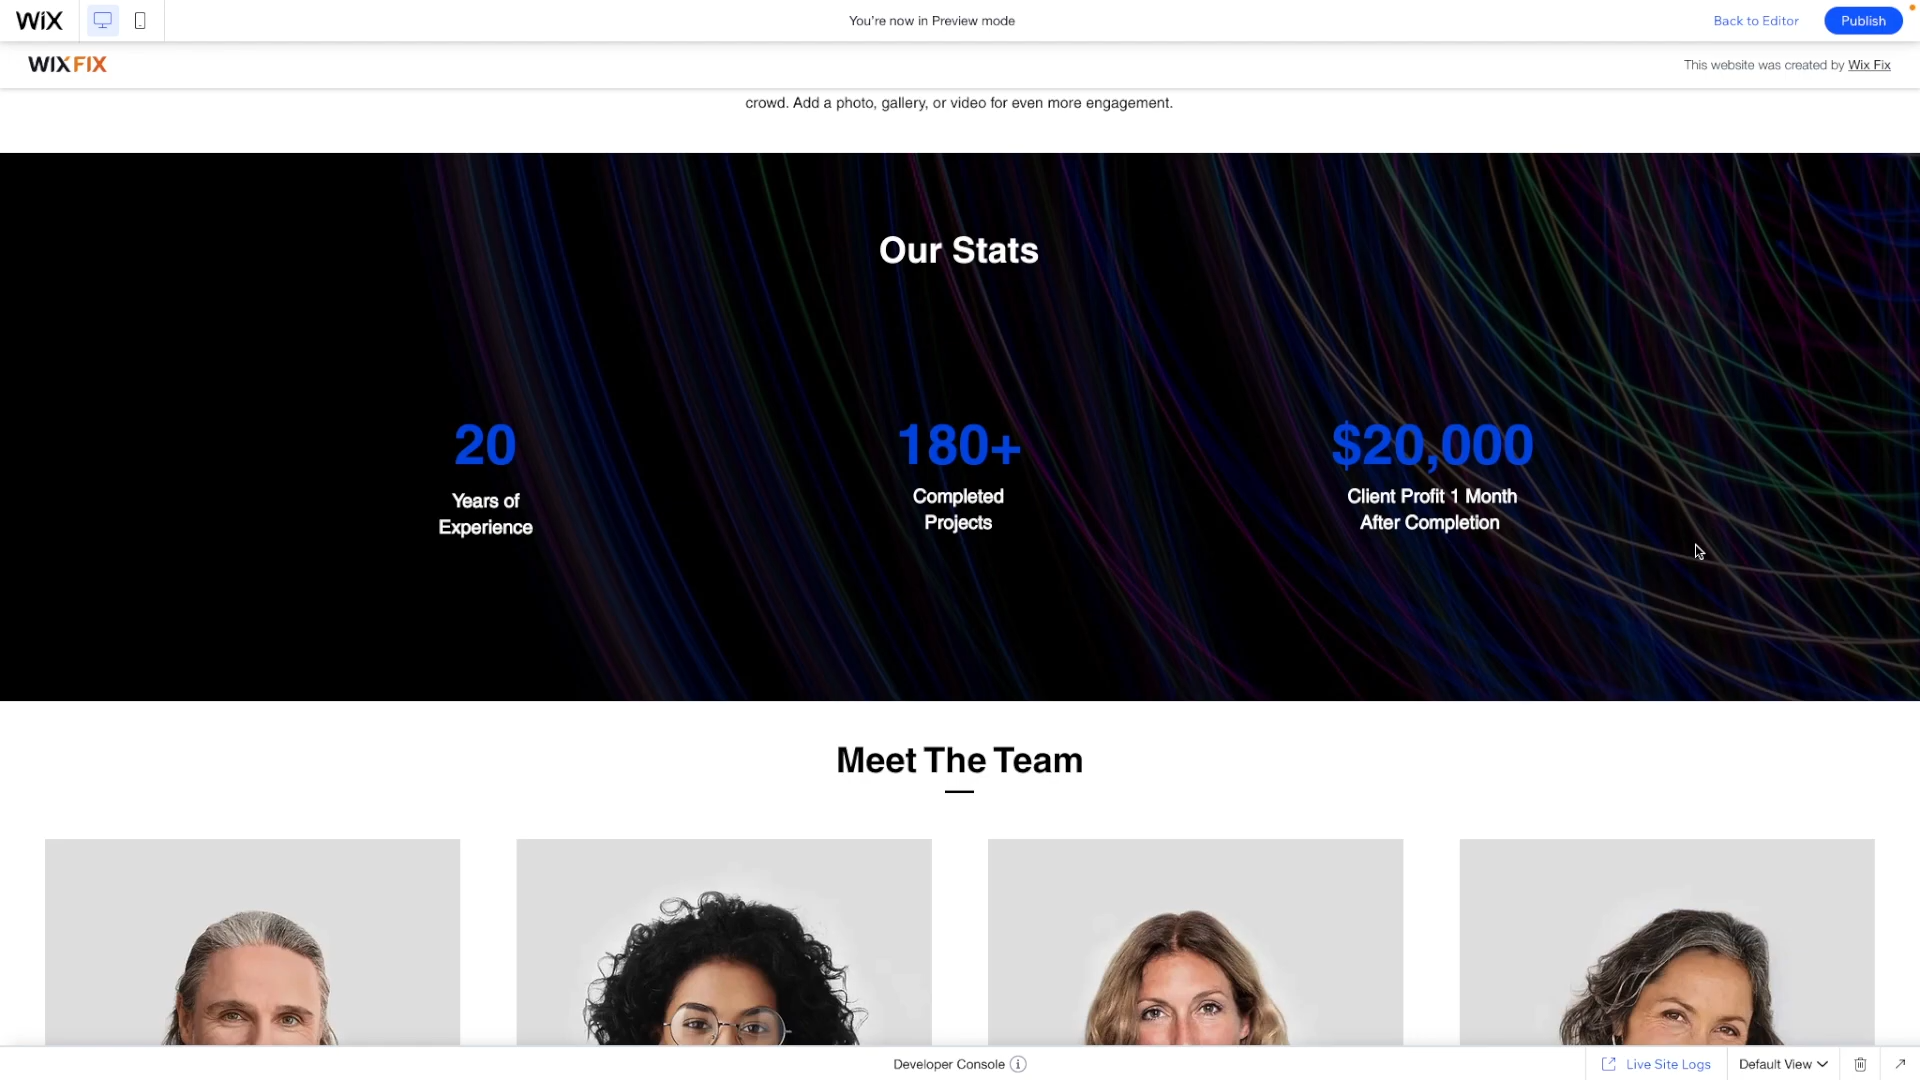 WiX
You're now in Preview mode
Back to Editor
Publish
WIXFIX
This website was created by Wix Fix
crowd. Add a photo, gallery, or video for even more engagement.
Our Stats
20
180+
$20,000
Years of
Experience
Completed
Projects
Client Profit 1 Month
After Completion
Meet The Team
Developer Console
Live Site Logs
Default View